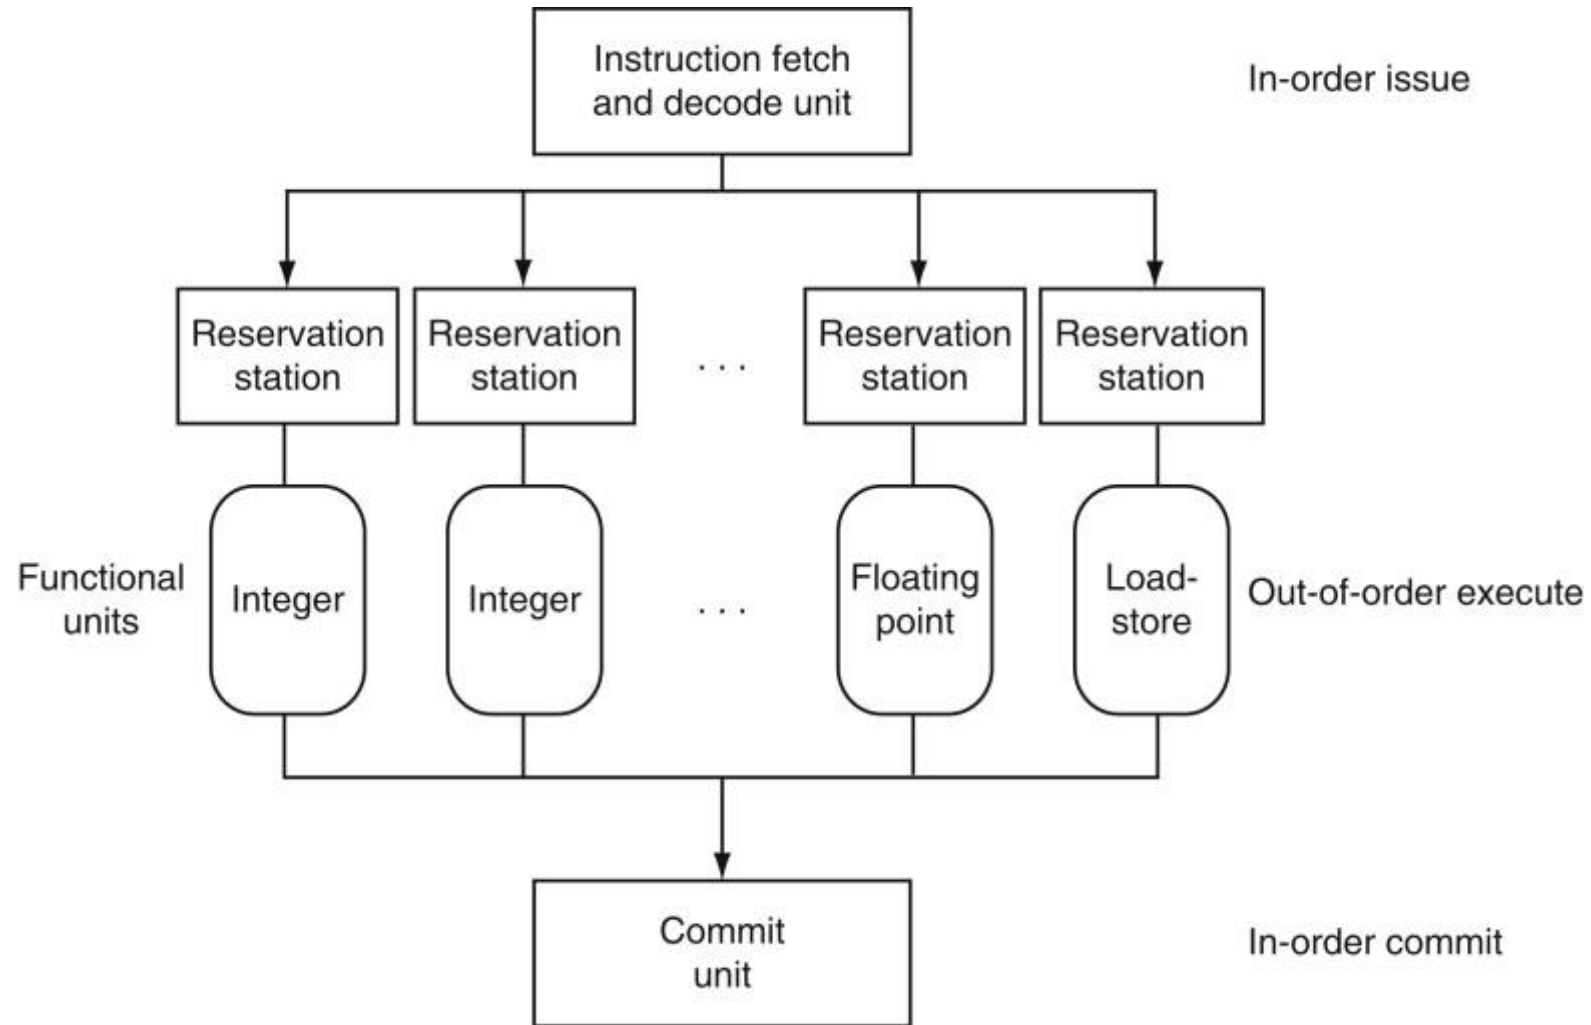 Instruction fetch
and decode unit
In-order issue
Reservation
station
Reservation
station
. . .
Reservation
station
Reservation
station
Functional
units
Integer
Integer
. . .
Floating
point
Load-
store
Out-of-order execute
Commit
unit
In-order commit